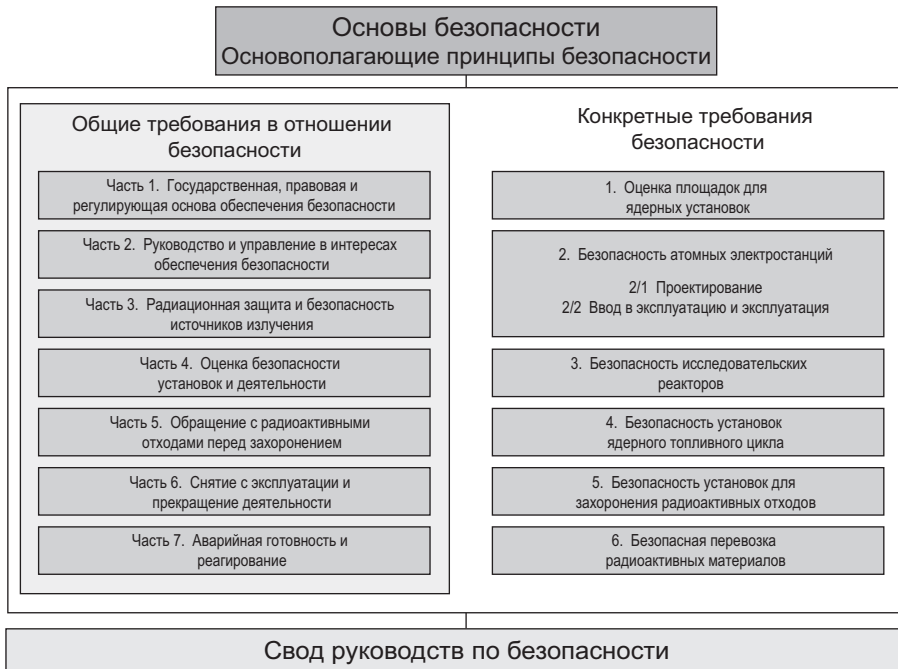 Основы безопасности
Основополагающие принципы безопасности
Общие требования в отношении
безопасности
Часть 1. Государственная, правовая и
регулирующая основа обеспечения безопасности
Часть 2. Руководство и управление в интересах
обеспечения безопасности
Часть 3. Радиационная защита и безопасность
источников излучения
Часть 4. Оценка безопасности
установок и деятельности
Часть 5. Обращение с радиоактивными
отходами перед захоронением
Часть 6. Снятие с эксплуатации и
прекращение деятельности
Часть 7. Аварийная готовность и
реагирование
Конкретные требования
безопасности
1. Оценка площадок для
ядерных установок
2. Безопасность атомных электростанций
2/1 Проектирование
2/2 Ввод в эксплуатацию и эксплуатация
3. Безопасность исследовательских
реакторов
4. Безопасность установок
ядерного топливного цикла
5. Безопасность установок для
захоронения радиоактивных отходов
6. Безопасная перевозка
радиоактивных материалов
Свод руководств по безопасности